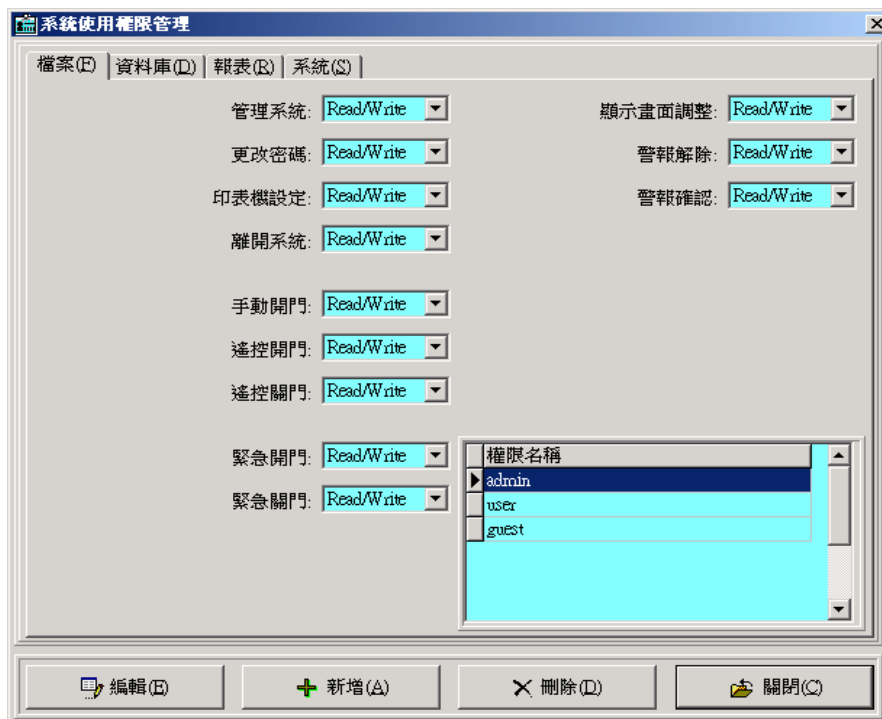 系統使用權限管理
檔案(F) 資料庫(D) 報表(R) 系統(S)
管理系統: Read/Write 顯示畫面調整: Read/Write
更改密碼: Read/Write 警報解除: Read/Write
印表機設定: Read/Write 警報確認: Read/Write
離開系統: Read/Write
手動開門: Read/Write
遙控開門: Read/Write
遙控關門: Read/Write
緊急開門: Read/Write
緊急關門: Read/Write
權限名稱
admin
user
guest
編輯(E) 新增(A) 刪除(D) 關閉(C)